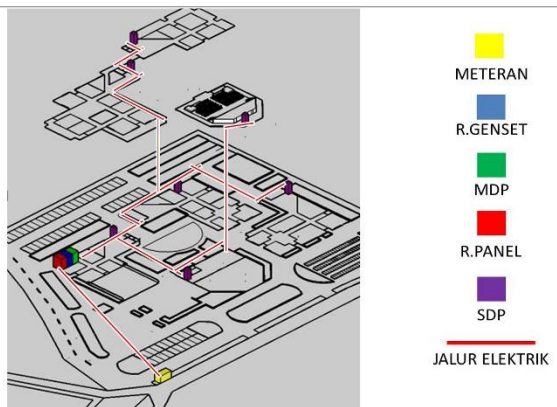 METERAN
R.GENSET
MDP
R.PANEL
SDP
JALUR ELEKTRIK